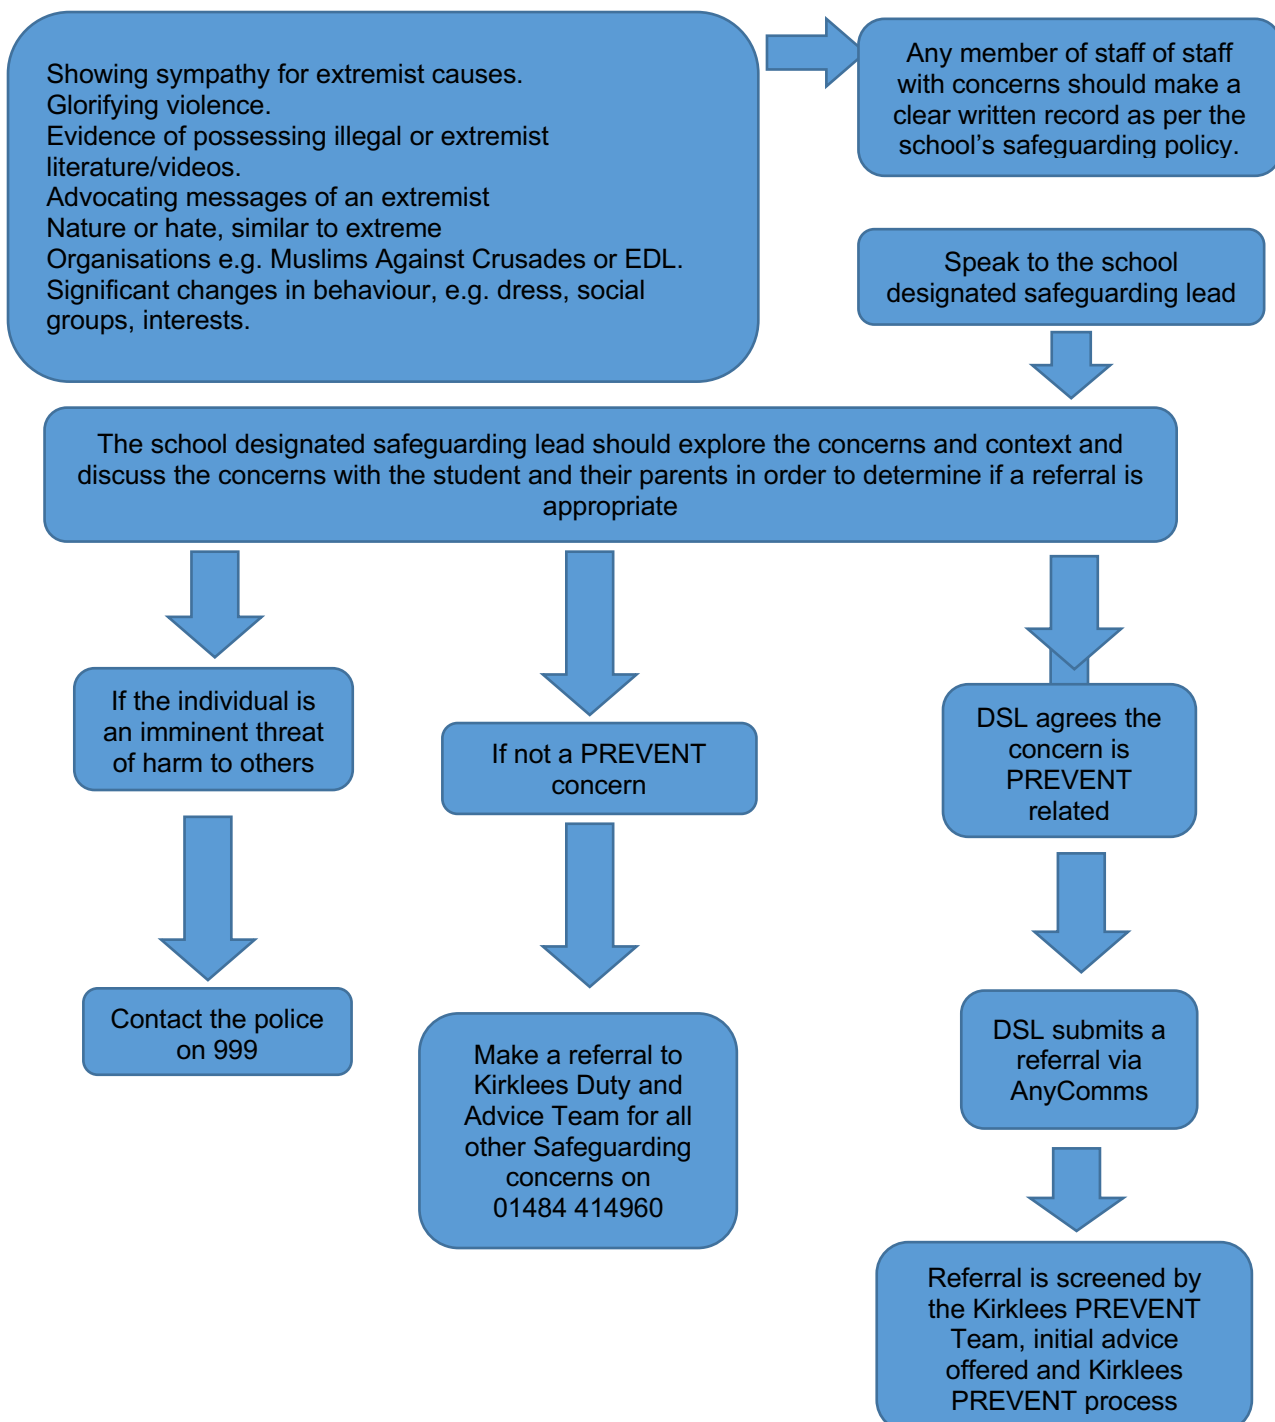 Showing sympathy for extremist causes.
Glorifying violence.
Evidence of possessing illegal or extremist
literature/videos.
Advocating messages of an extremist
Nature or hate, similar to extreme
Organisations e.g. Muslims Against Crusades or EDL.
Significant changes in behaviour, e.g. dress, social
groups, interests.
Any member of staff of staff
with concerns should make a
clear written record as per the
school’s safeguarding policy.
Speak to the school
designated safeguarding lead
The school designated safeguarding lead should explore the concerns and context and
discuss the concerns with the student and their parents in order to determine if a referral is
appropriate
If the individual is
an imminent threat
of harm to others
Contact the police
on 999
If not a PREVENT
concern
Make a referral to
Kirklees Duty and
Advice Team for all
other Safeguarding
concerns on
01484 414960
DSL agrees the
concern is
PREVENT
related
DSL submits a
referral via
AnyComms
Referral is screened by
the Kirklees PREVENT
Team, initial advice
offered and Kirklees
PREVENT process